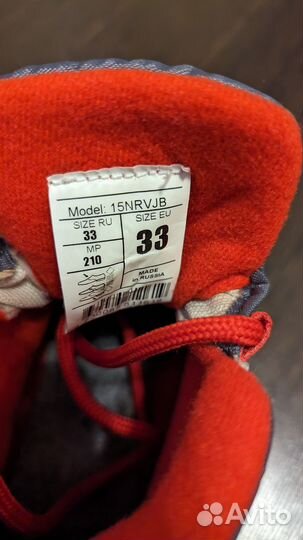 Model: 15NRVJB
SIZE RU
SIZE EU
33
33
MP
210
MADE
in RUSSIA
Avito